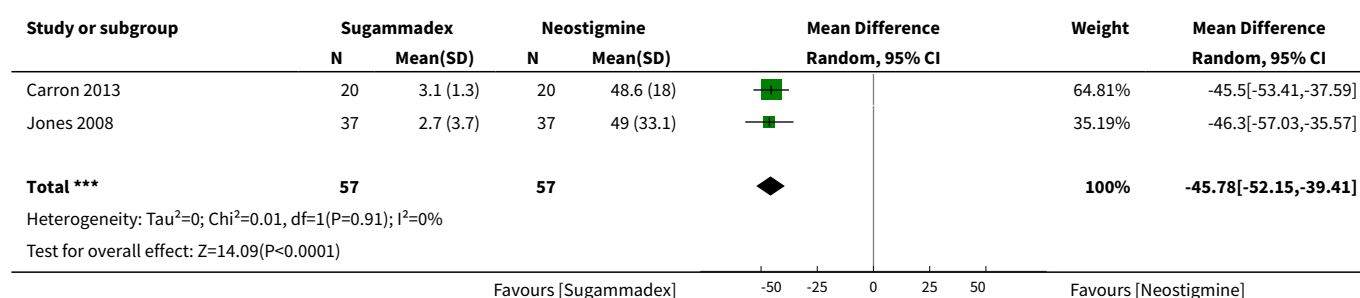 Study or subgroup Sugammadex Neostigmine Mean Difference Weight Mean Difference
N Mean(SD) N Mean(SD) Random, 95% CI Random, 95% CI
Carron 2013 20 3.1 (1.3) 20 48.6 (18) 64.81% -45.5[-53.41,-37.59]
Jones 2008 37 2.7 (3.7) 37 49 (33.1) 35.19% -46.3[-57.03,-35.57]
Total *** 57 57 100% -45.78[-52.15,-39.41]
Heterogeneity: Tau²=0; Chi²=0.01, df=1(P=0.91); I²=0%
Test for overall effect: Z=14.09(P<0.0001)
Favours [Sugammadex] -50 -25 0 25 50 Favours [Neostigmine]